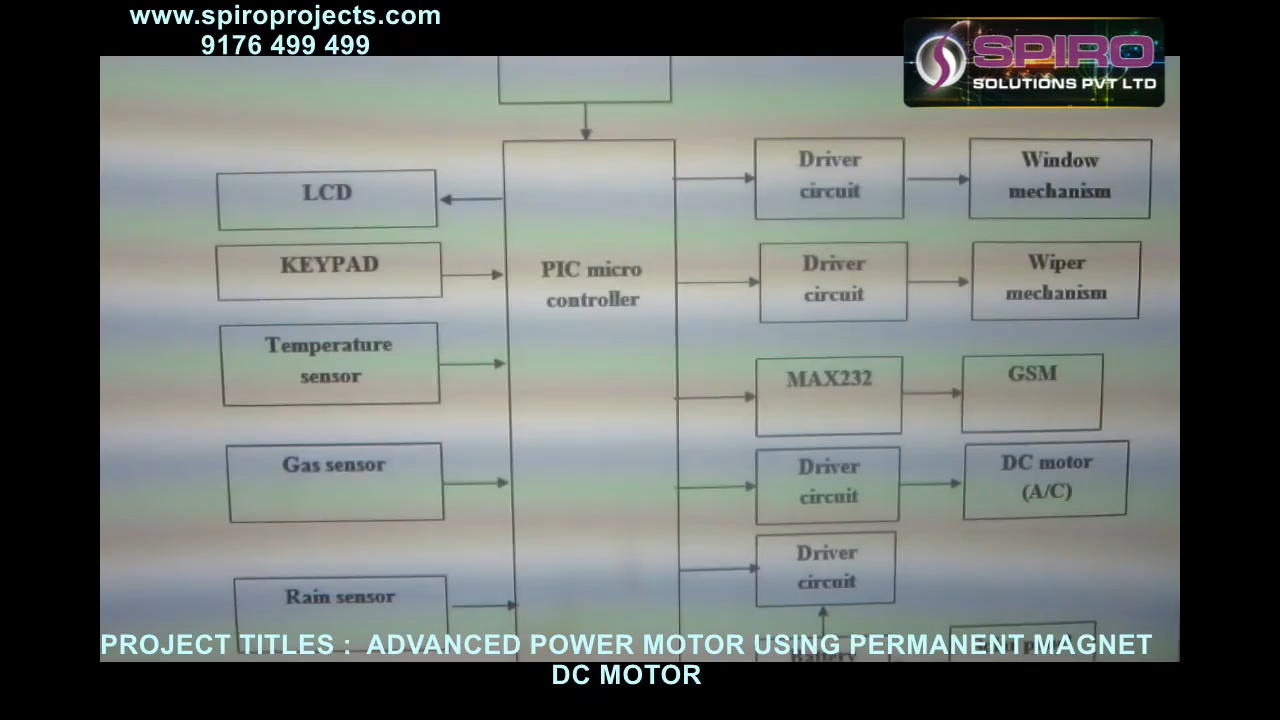 www.spiroprojects.com
9176 499 499
SPIRO
SOLUTIONS PVT LTD
LCD
KEYPAD
Temperature
sensor
Gas sensor
Rain sensor
PIC micro
controller
Driver
circuit
Window
mechanism
Driver
circuit
Wiper
mechanism
MAX232
GSM
Driver
circuit
DC motor
(A/C)
Driver
circuit
Battery
PROJECT TITLES : ADVANCED POWER MOTOR USING PERMANENT MAGNET
DC MOTOR